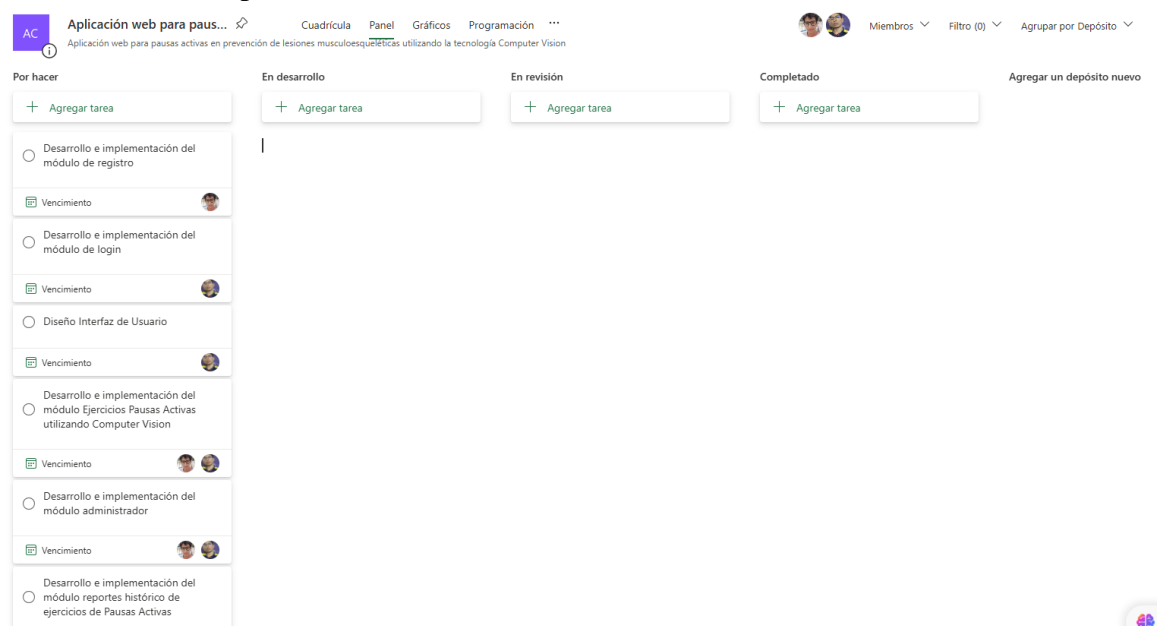 AC
Aplicación web para paus...
Cuadrícula Panel Gráficos Programación ...
Miembros Filtro (0) Agrupar por Depósito
Aplicación web para pausas activas en prevención de lesiones musculoesqueléticas utilizando la tecnología Computer Vision
Por hacer
En desarrollo
En revisión
Completado
Agregar un depósito nuevo
+ Agregar tarea
+ Agregar tarea
+ Agregar tarea
+ Agregar tarea
Desarrollo e implementación del
módulo de registro
Vencimiento
Desarrollo e implementación del
módulo de login
Vencimiento
Diseño Interfaz de Usuario
Vencimiento
Desarrollo e implementación del
módulo Ejercicios Pausas Activas
utilizando Computer Vision
Vencimiento
Desarrollo e implementación del
módulo administrador
Vencimiento
Desarrollo e implementación del
módulo reportes histórico de
ejercicios de Pausas Activas